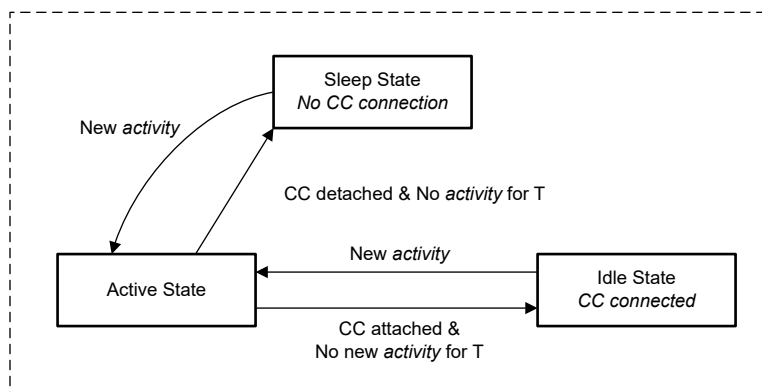 Sleep State
No CC connection
New activity
CC detached & No activity for T
New activity
Active State
Idle State
CC connected
CC attached &
No new activity for T